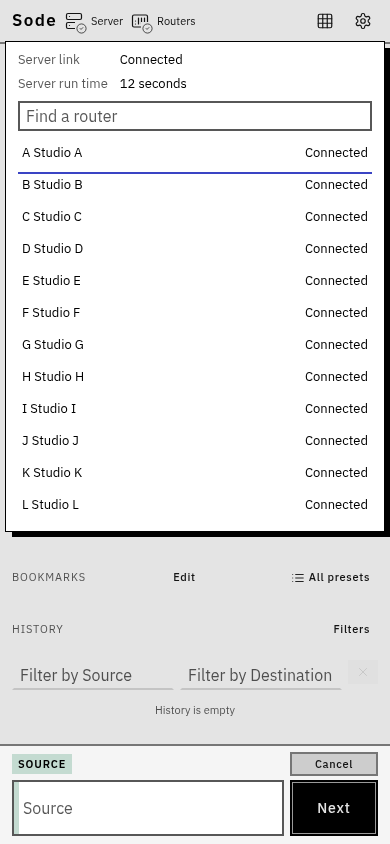 Sode Server Routers
Server link Connected
Server run time 12 seconds
Find a router
A Studio A Connected
B Studio B Connected
C Studio C Connected
D Studio D Connected
E Studio E Connected
F Studio F Connected
G Studio G Connected
H Studio H Connected
I Studio I Connected
J Studio J Connected
K Studio K Connected
L Studio L Connected
BOOKMARKS Edit All presets
HISTORY Filters
Filter by Source Filter by Destination
History is empty
SOURCE Cancel
Source Next